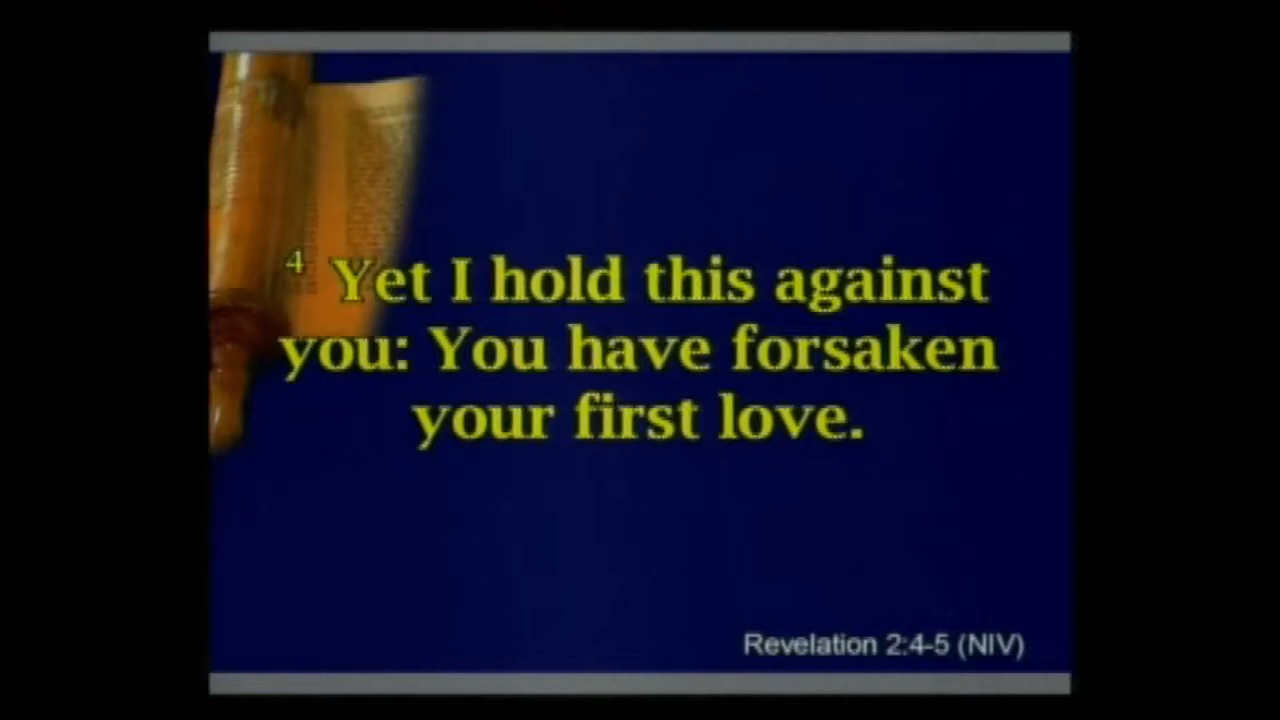 4 Yet I hold this against
you: You have forsaken
your first love.
Revelation 2:4-5 (NIV)